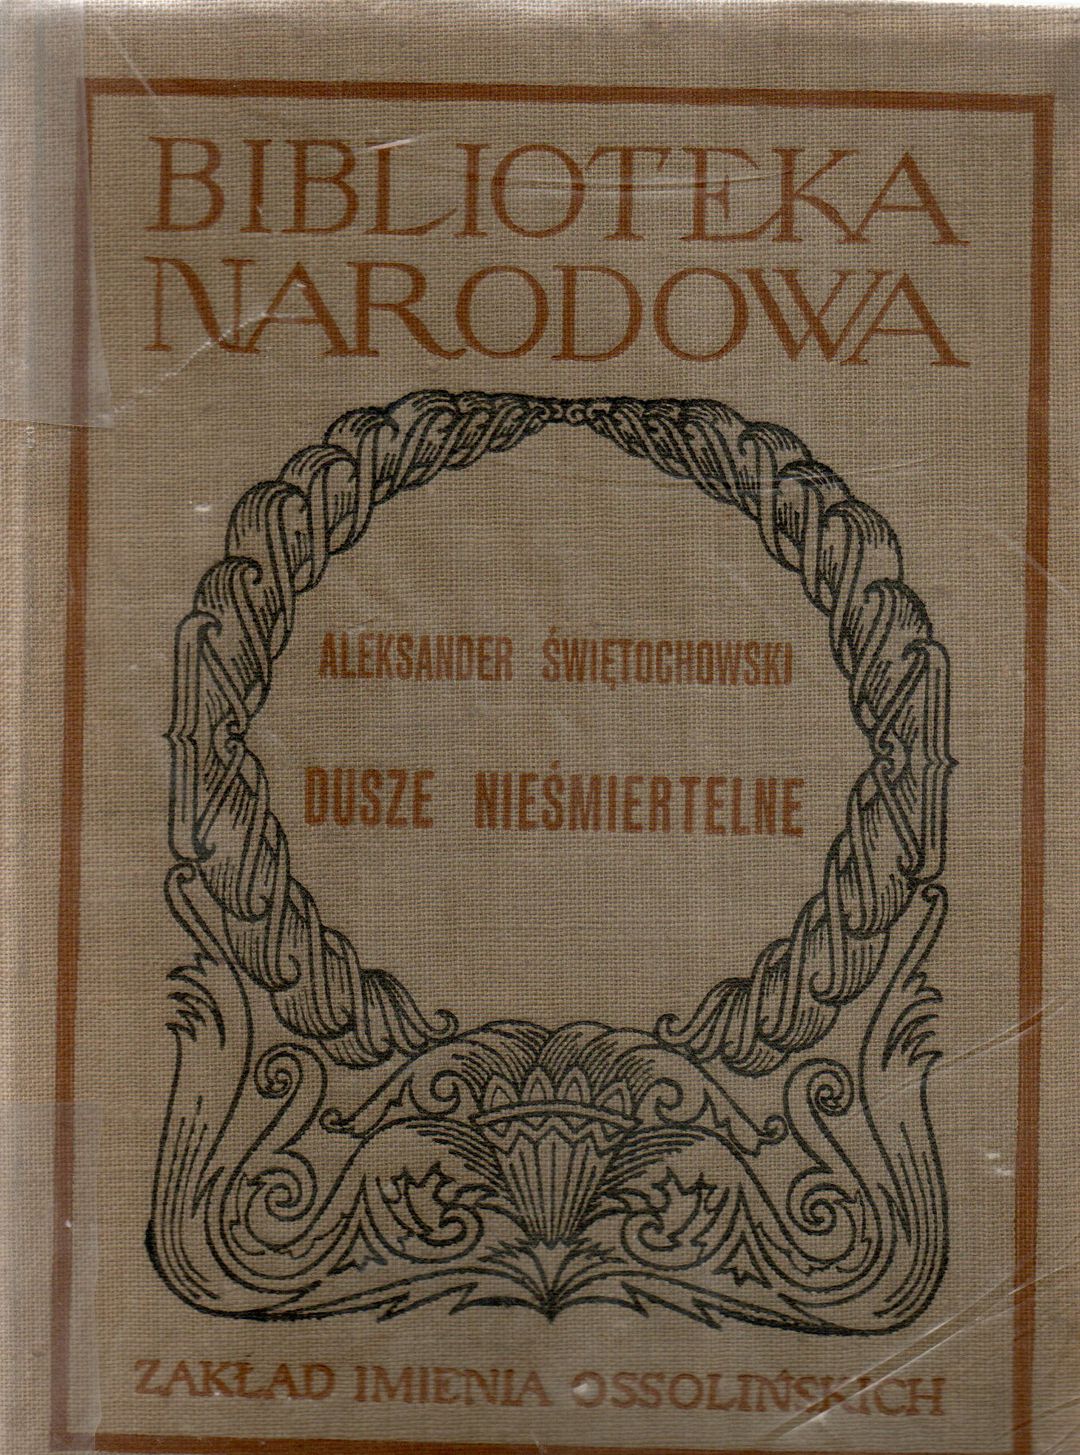 BIBLIOTEKA
NARODOWA
ALEKSANDER ŚWIĘTOCHOWSKI
DUSZE NIEŚMIERTELNE
ZAKŁAD IMIENIA OSSOLIŃSKICH